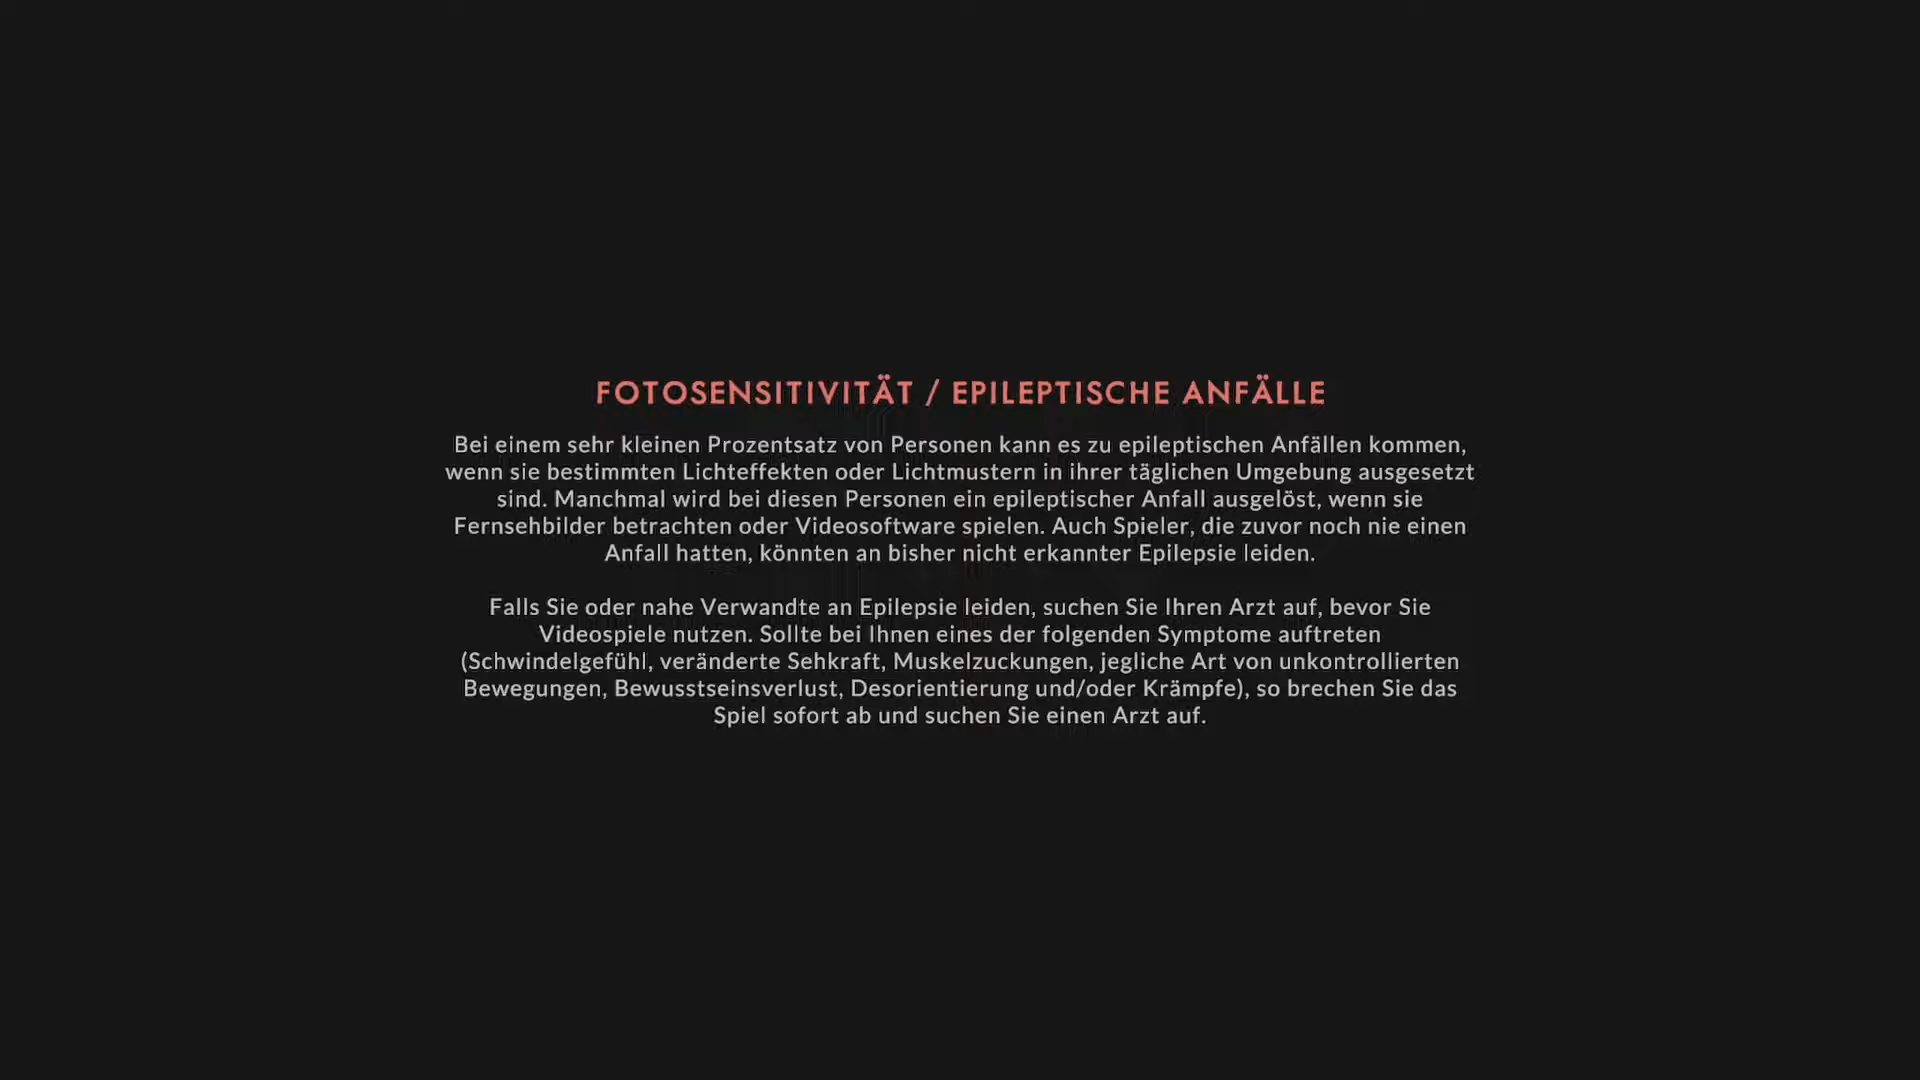 FOTOSENSITIVITÄT / EPILEPTISCHE ANFÄLLE
Bei einem sehr kleinen Prozentsatz von Personen kann es zu epileptischen Anfällen kommen,
wenn sie bestimmten Lichteffekten oder Lichtmustern in ihrer täglichen Umgebung ausgesetzt
sind. Manchmal wird bei diesen Personen ein epileptischer Anfall ausgelöst, wenn sie
Fernsehbilder betrachten oder Videosoftware spielen. Auch Spieler, die zuvor noch nie einen
Anfall hatten, könnten an bisher nicht erkannter Epilepsie leiden.
Falls Sie oder nahe Verwandte an Epilepsie leiden, suchen Sie Ihren Arzt auf, bevor Sie
Videospiele nutzen. Sollte bei Ihnen eines der folgenden Symptome auftreten
(Schwindelgefühl, veränderte Sehkraft, Muskelzuckungen, jegliche Art von unkontrollierten
Bewegungen, Bewusstseinsverlust, Desorientierung und/oder Krämpfe), so brechen Sie das
Spiel sofort ab und suchen Sie einen Arzt auf.